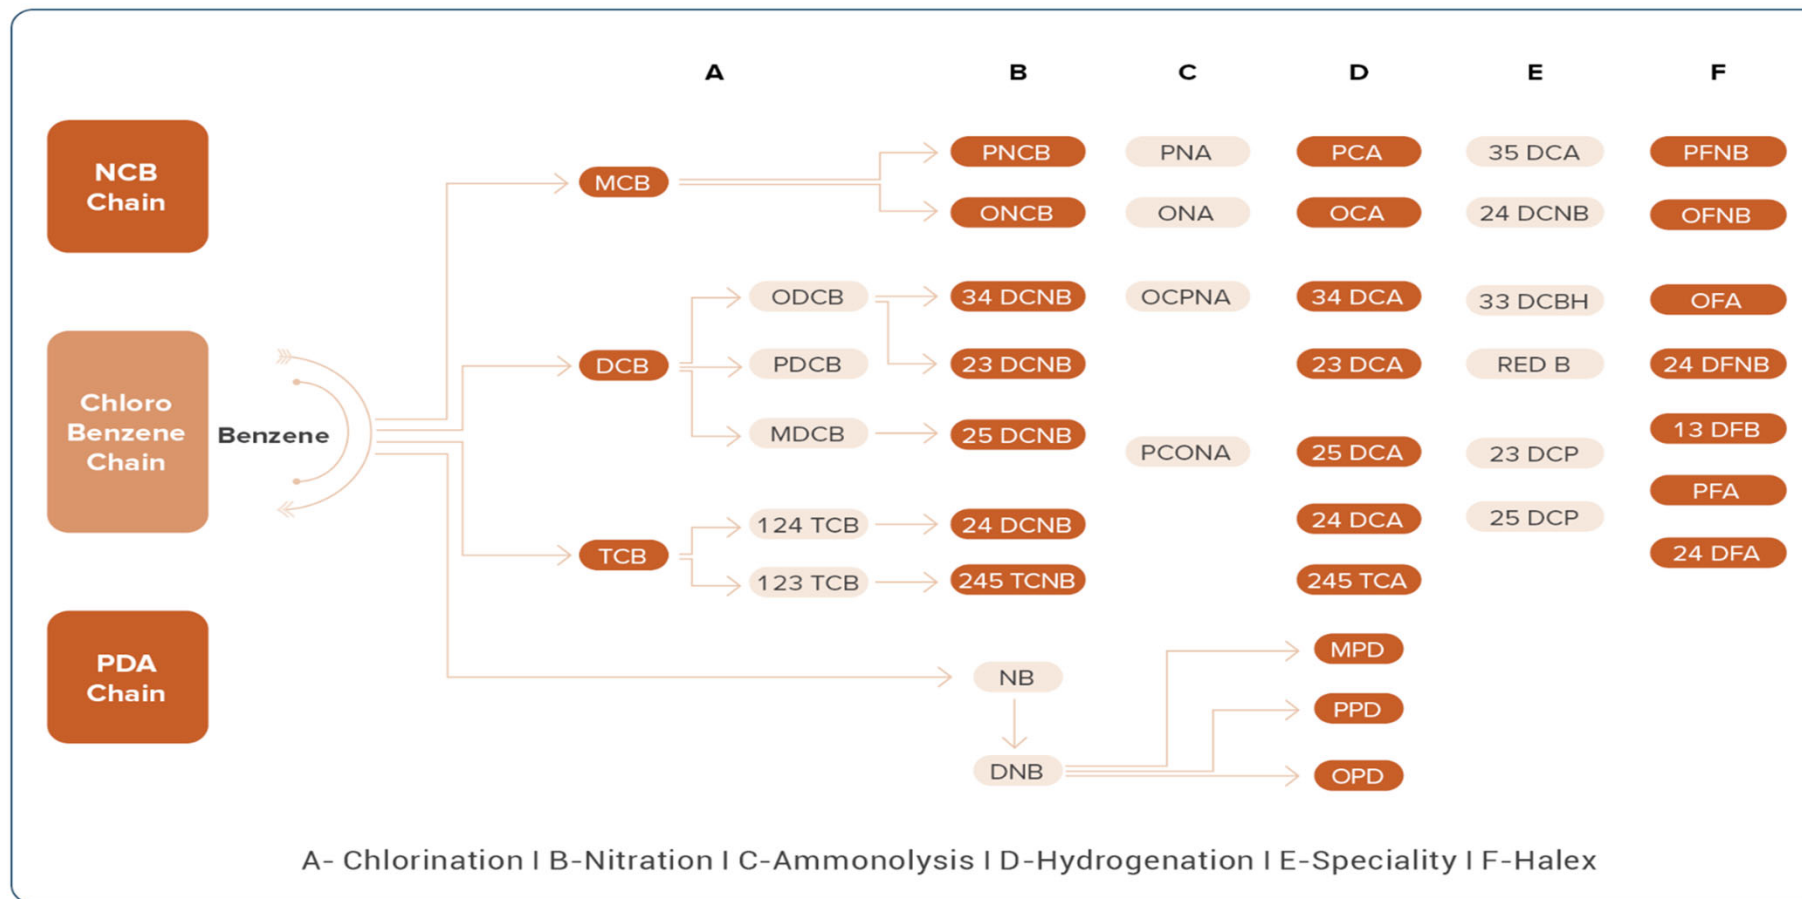 A B C D E F
NCB
Chain
MCB
PNCB PNA PCA 35 DCA PFNB
ONCB ONA OCA 24 DCNB OFNB
ODCB 34 DCNB OCPNA 34 DCA 33 DCBH OFA
Chloro
Benzene
Chain
Benzene
DCB PDCB 23 DCNB 23 DCA RED B 24 DFNB
MDCB 25 DCNB PCONA 25 DCA 23 DCP 13 DFB
PFA
TCB
124 TCB 24 DCNB 24 DCA 25 DCP
24 DFA
123 TCB 245 TCNB 245 TCA
PDA
Chain
MPD
NB
PPD
DNB OPD
A- Chlorination I B-Nitration I C-Ammonolysis I D-Hydrogenation I E-Speciality I F-Halex